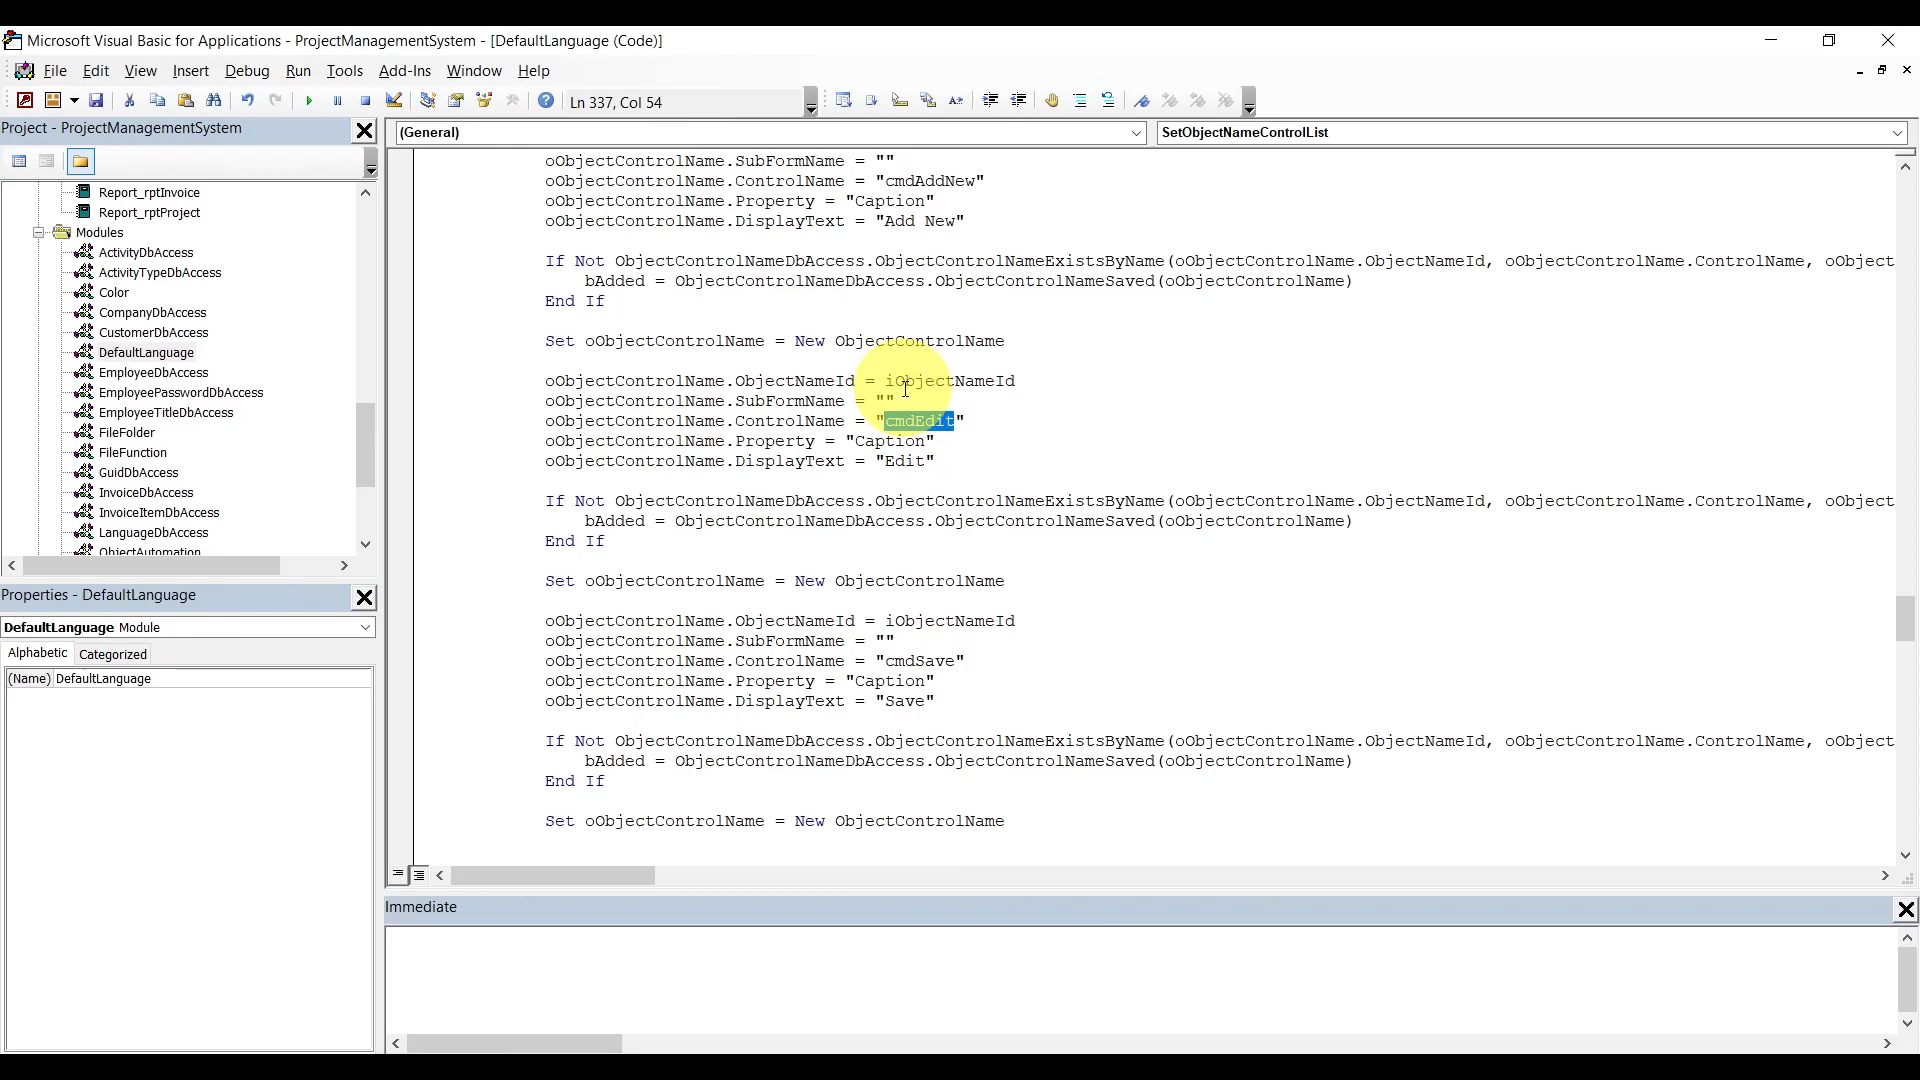 Microsoft Visual Basic for Applications - ProjectManagementSystem - [DefaultLanguage (Code)]
File Edit View Insert Debug Run Tools Add-Ins Window Help
Ln 337, Col 54
Project - ProjectManagementSystem
Report_rptInvoice
Report_rptProject
Modules
ActivityDbAccess
ActivityTypeDbAccess
Color
CompanyDbAccess
CustomerDbAccess
DefaultLanguage
EmployeeDbAccess
EmployeePasswordDbAccess
EmployeeTitleDbAccess
FileFolder
FileFunction
GuidDbAccess
InvoiceDbAccess
InvoiceItemDbAccess
LanguageDbAccess
ObjectAutomation
Properties - DefaultLanguage
DefaultLanguage Module
Alphabetic Categorized
(Name) DefaultLanguage
(General) SetObjectNameControlList
oObjectControlName.SubFormName = ""
oObjectControlName.ControlName = "cmdAddNew"
oObjectControlName.Property = "Caption"
oObjectControlName.DisplayText = "Add New"
If Not ObjectControlNameDbAccess.ObjectControlNameExistsByName(oObjectControlName.ObjectNameId, oObjectControlName.ControlName, oObject
bAdded = ObjectControlNameDbAccess.ObjectControlNameSaved(oObjectControlName)
End If
Set oObjectControlName = New ObjectControlName
oObjectControlName.ObjectNameId = iObjectNameId
oObjectControlName.SubFormName = ""
oObjectControlName.ControlName = "cmdEdit"
oObjectControlName.Property = "Caption"
oObjectControlName.DisplayText = "Edit"
If Not ObjectControlNameDbAccess.ObjectControlNameExistsByName(oObjectControlName.ObjectNameId, oObjectControlName.ControlName, oObject
bAdded = ObjectControlNameDbAccess.ObjectControlNameSaved(oObjectControlName)
End If
Set oObjectControlName = New ObjectControlName
oObjectControlName.ObjectNameId = iObjectNameId
oObjectControlName.SubFormName = ""
oObjectControlName.ControlName = "cmdSave"
oObjectControlName.Property = "Caption"
oObjectControlName.DisplayText = "Save"
If Not ObjectControlNameDbAccess.ObjectControlNameExistsByName(oObjectControlName.ObjectNameId, oObjectControlName.ControlName, oObject
bAdded = ObjectControlNameDbAccess.ObjectControlNameSaved(oObjectControlName)
End If
Set oObjectControlName = New ObjectControlName
Immediate